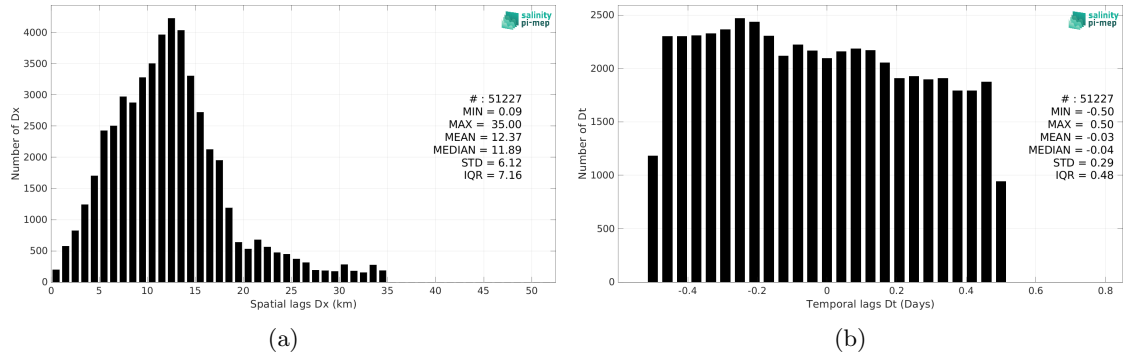 salinity
pi-mep
4000
3500
3000
2500
2000
1500
1000
500
0
Number of Dx
# : 51227
MIN = 0.09
MAX = 35.00
MEAN = 12.37
MEDIAN = 11.89
STD = 6.12
IQR = 7.16
0 5 10 15 20 25 30 35 40 45 50
Spatial lags Dx (km)
(a)
salinity
pi-mep
2500
2000
1500
1000
500
0
Number of Dt
# : 51227
MIN = -0.50
MAX = 0.50
MEAN = -0.03
MEDIAN = -0.04
STD = 0.29
IQR = 0.48
-0.4 -0.2 0 0.2 0.4 0.6 0.8
Temporal lags Dt (Days)
(b)